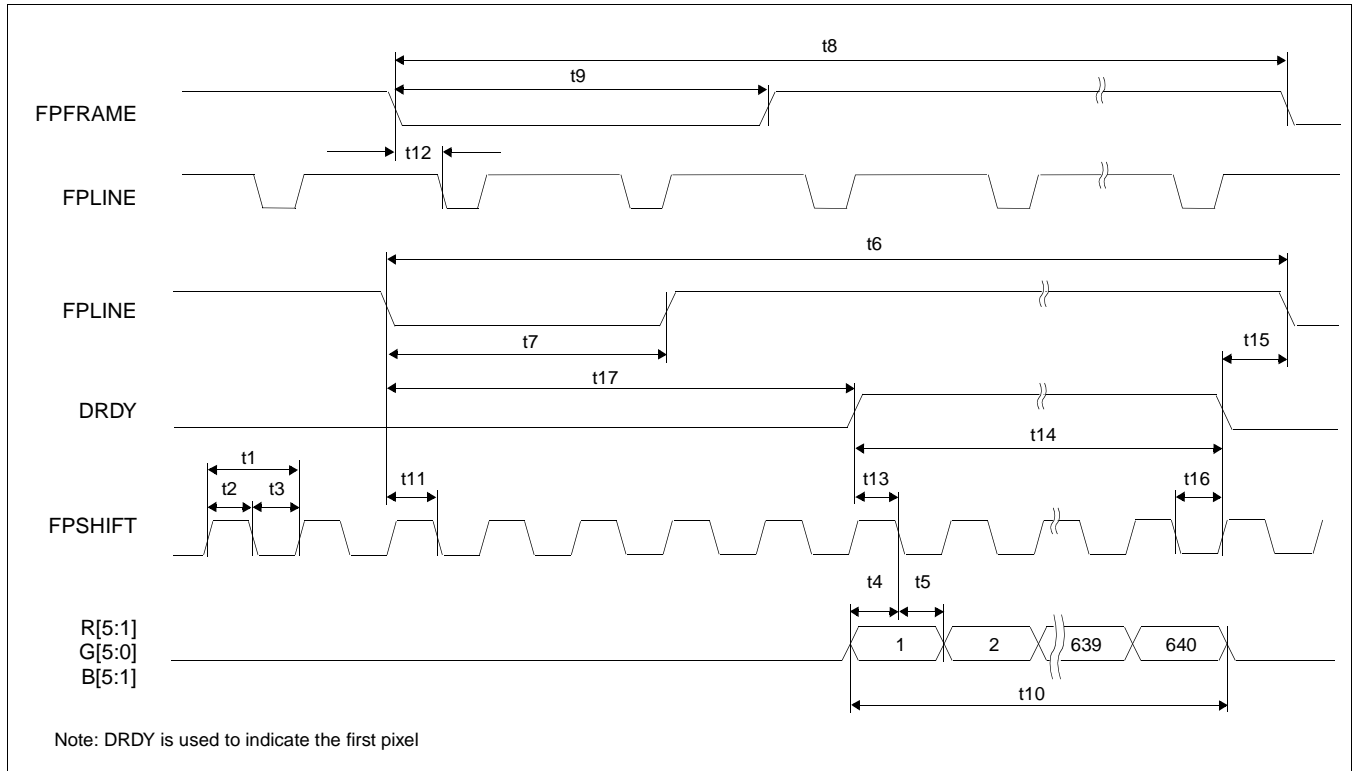 t8
t9
FPFRAME
t12
FPLINE
t6
FPLINE
t7
t15
t17
DRDY
t14
t1
t11
t13
t16
t2 t3
FPSHIFT
t4 t5
R[5:1]
G[5:0]
B[5:1]
1 2 639 640
t10
Note: DRDY is used to indicate the first pixel